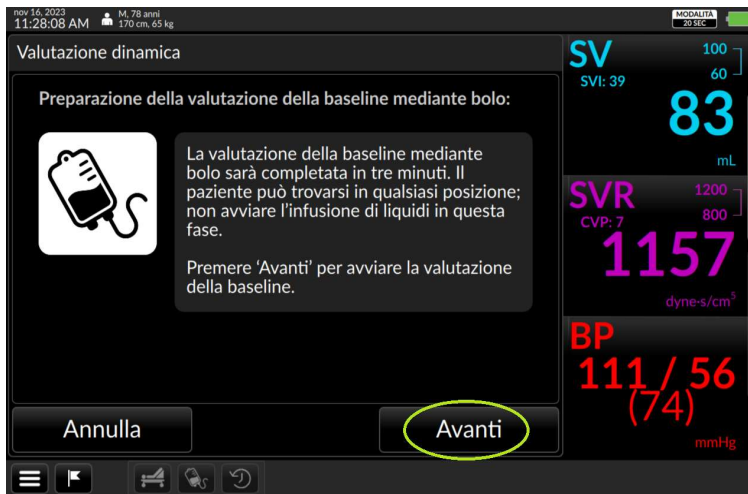 nov 16, 2023
11:28:08 AM
M, 78 anni
170 cm, 65 kg
MODALITÀ
20 SEC
Valutazione dinamica
Preparazione della valutazione della baseline mediante bolo:
La valutazione della baseline mediante
bolo sarà completata in tre minuti. Il
paziente può trovarsi in qualsiasi posizione;
non avviare l'infusione di liquidi in questa
fase.
Premere 'Avanti' per avviare la valutazione
della baseline.
Annulla
Avanti
SV
100
SVI: 39
60
83
mL
SVR
1200
CVP: 7
800
1157
dyne·s/cm⁵
BP
111 / 56
(74)
mmHg